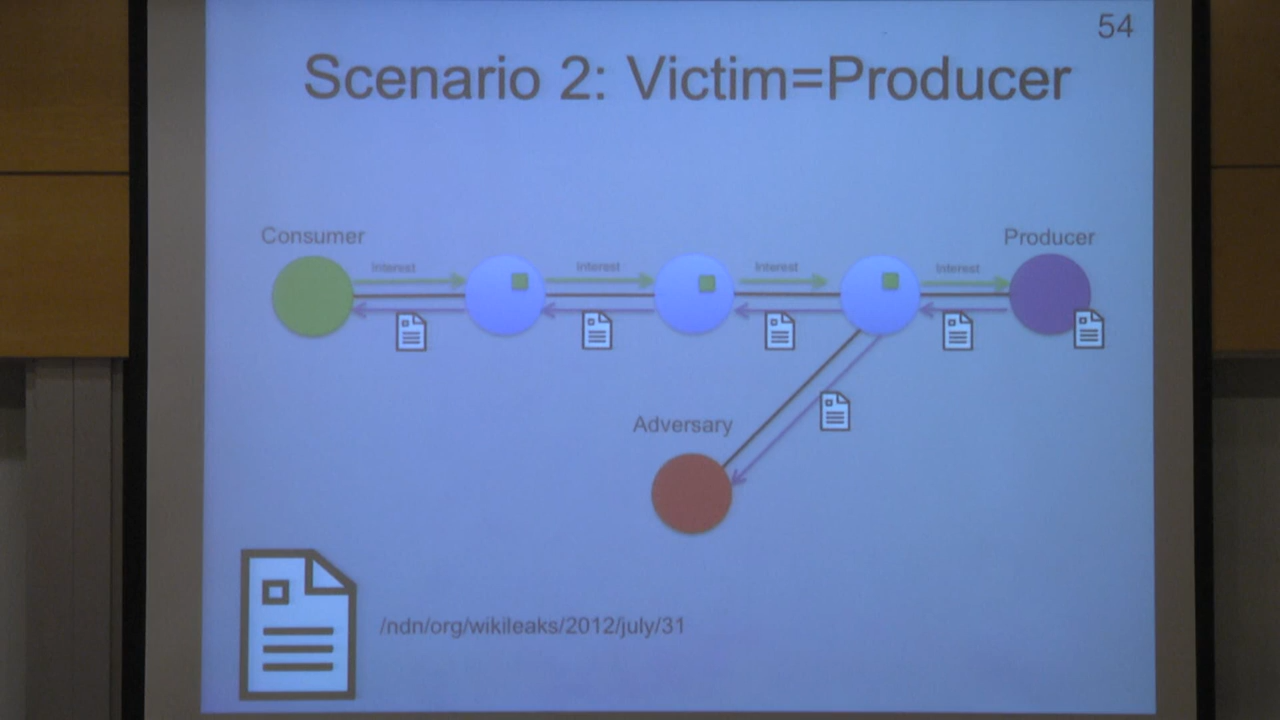 54
Scenario 2: Victim=Producer
Consumer
Producer
Interest
Interest
Interest
Interest
Adversary
/ndn/org/wikileaks/2012/july/31